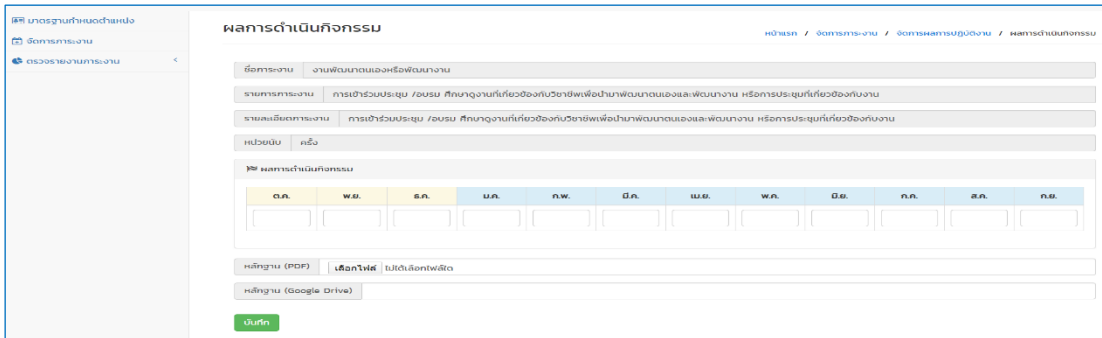 มาตรฐานกำหนดตำแหน่ง
จัดการภาระงาน
ตรวจรายงานภาระงาน
ผลการดำเนินกิจกรรม
หน้าแรก / จัดการภาระงาน / จัดการผลการปฏิบัติงาน / ผลการดำเนินกิจกรรม
ชื่อภาระงาน งานพัฒนาตนเองหรือพัฒนางาน
รายการภาระงาน การเข้าร่วมประชุม /อบรม ศึกษาดูงานที่เกี่ยวข้องกับวิชาชีพเพื่อนำมาพัฒนาตนเองและพัฒนางาน หรือการประชุมที่เกี่ยวข้องกับงาน
รายละเอียดภาระงาน การเข้าร่วมประชุม /อบรม ศึกษาดูงานที่เกี่ยวข้องกับวิชาชีพเพื่อนำมาพัฒนาตนเองและพัฒนางาน หรือการประชุมที่เกี่ยวข้องกับงาน
หน่วยนับ ครั้ง
ผลการดำเนินกิจกรรม
ต.ค. พ.ย. ธ.ค. ม.ค. ก.พ. มี.ค. เม.ย. พ.ค. มิ.ย. ก.ค. ส.ค. ก.ย.
หลักฐาน (PDF) เลือกไฟล์ ไม่ได้เลือกไฟล์ใด
หลักฐาน (Google Drive)
บันทึก